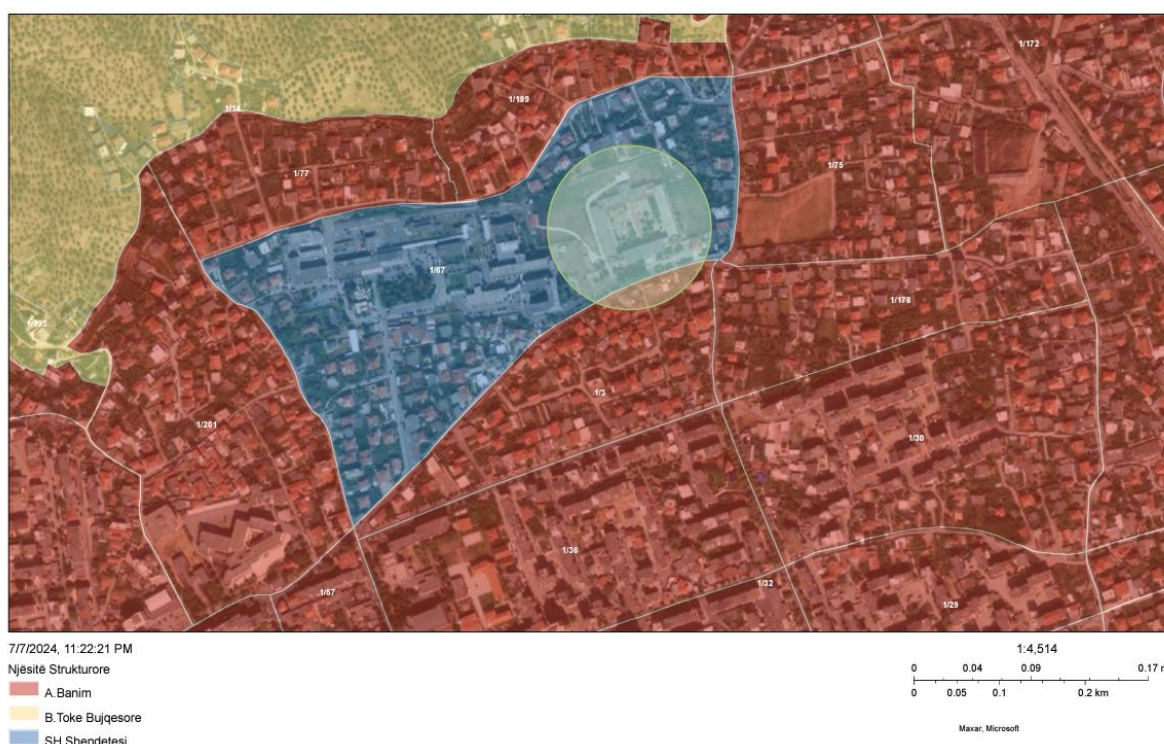 1/172
1/199
1/14
1/75
1/77
1/67
1/178
1/3
1/201
1/30
1/36
1/32
1/67
1/29
7/7/2024, 11:22:21 PM
1:4,514
Njësitë Strukturore
0 0.04 0.09 0.17
A.Banim
0 0.05 0.1 0.2 km
B.Toke Bujqesore
Maxar, Microsoft
SH.Shendetesi